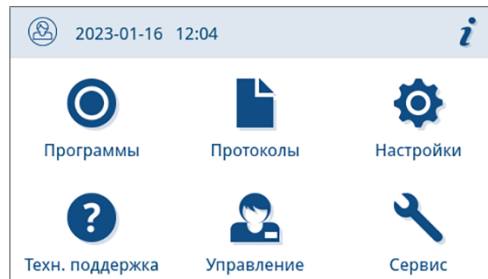 2023-01-16 12:04
i
Программы Протоколы Настройки
?
Техн. поддержка Управление Сервис